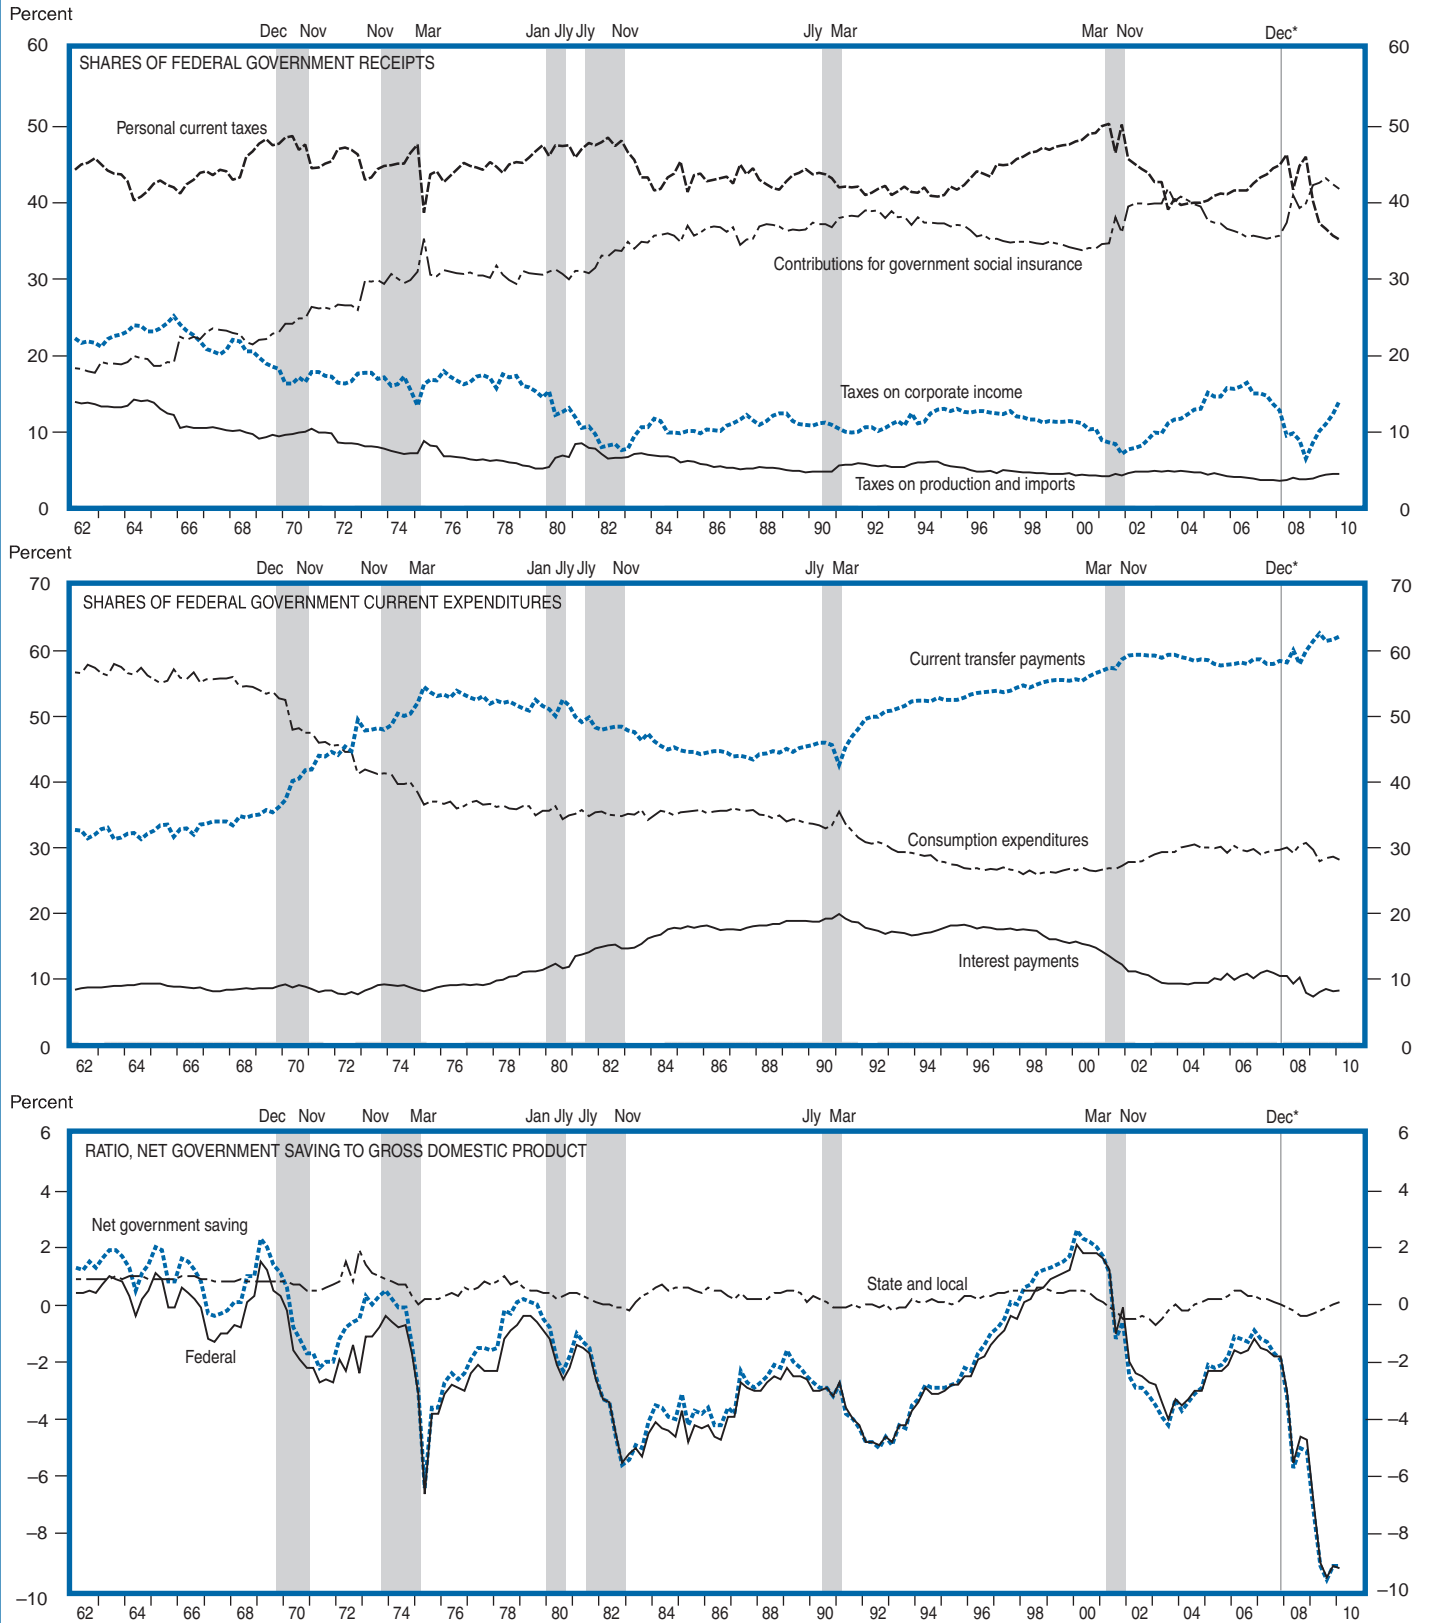 Percent
Dec Nov Nov Mar Jan Jly Jly Nov Jly Mar Mar Nov Dec*
60 60
SHARES OF FEDERAL GOVERNMENT RECEIPTS
Personal current taxes
50 50
40 40
Contributions for government social insurance
30 30
20 20
Taxes on corporate income
10 10
Taxes on production and imports
0 0
62 64 66 68 70 72 74 76 78 80 82 84 86 88 90 92 94 96 98 00 02 04 06 08 10
Percent
Dec Nov Nov Mar Jan Jly Jly Nov Jly Mar Mar Nov Dec*
70 70
SHARES OF FEDERAL GOVERNMENT CURRENT EXPENDITURES
60 60
Current transfer payments
50 50
40 40
Consumption expenditures
30 30
20 20
Interest payments
10 10
0 0
62 64 66 68 70 72 74 76 78 80 82 84 86 88 90 92 94 96 98 00 02 04 06 08 10
Percent
Dec Nov Nov Mar Jan Jly Jly Nov Jly Mar Mar Nov Dec*
6 6
RATIO, NET GOVERNMENT SAVING TO GROSS DOMESTIC PRODUCT
4 4
Net government saving
2 2
State and local
0 0
Federal
–2 –2
–4 –4
–6 –6
–8 –8
–10 –10
62 64 66 68 70 72 74 76 78 80 82 84 86 88 90 92 94 96 98 00 02 04 06 08 10